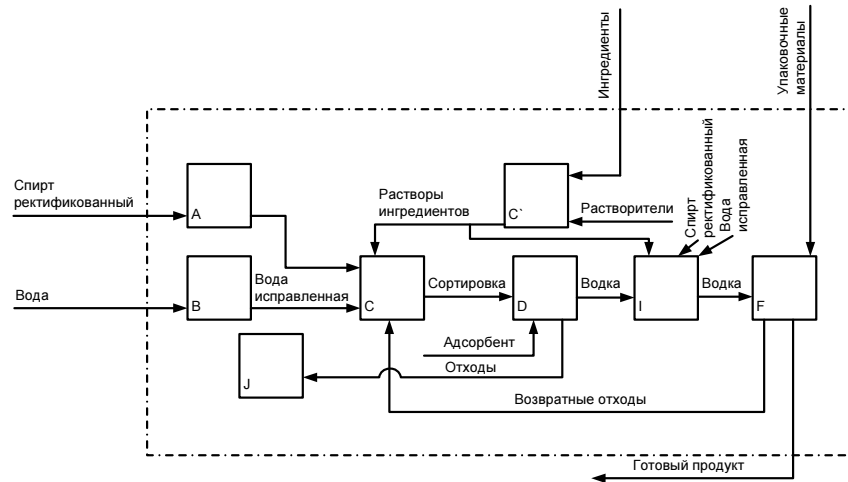 Ингредиенты
Упаковочные
материалы
Спирт
ректификованный
A
Растворы
ингредиентов
C`
Растворители
Спирт
ректификованный
Вода
исправленная
Вода
B
Вода
исправленная
C
Сортировка
D
Водка
I
Водка
F
Адсорбент
Отходы
J
Возвратные отходы
Готовый продукт